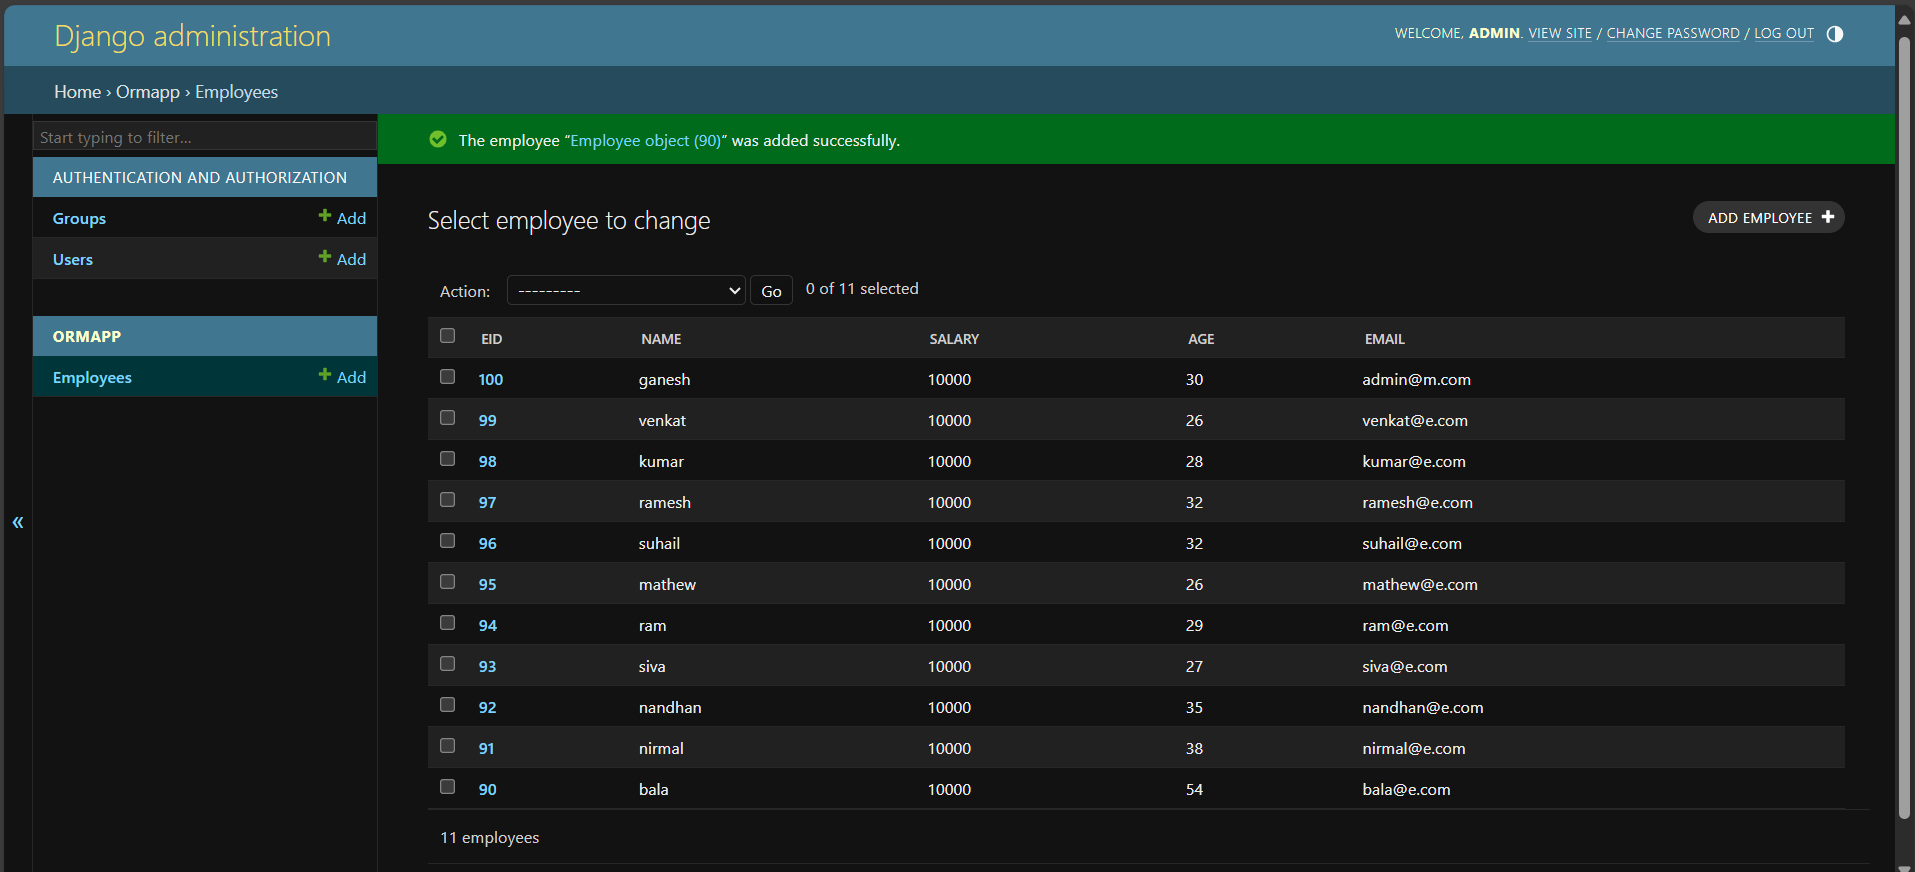 Django administration
WELCOME, ADMIN. VIEW SITE / CHANGE PASSWORD / LOG OUT
Home › Ormapp › Employees
Start typing to filter...
AUTHENTICATION AND AUTHORIZATION
Groups + Add
Users + Add
ORMAPP
Employees + Add
«
The employee “Employee object (90)” was added successfully.
Select employee to change
ADD EMPLOYEE +
Action: --------- Go 0 of 11 selected
EID NAME SALARY AGE EMAIL
100 ganesh 10000 30 admin@m.com
99 venkat 10000 26 venkat@e.com
98 kumar 10000 28 kumar@e.com
97 ramesh 10000 32 ramesh@e.com
96 suhail 10000 32 suhail@e.com
95 mathew 10000 26 mathew@e.com
94 ram 10000 29 ram@e.com
93 siva 10000 27 siva@e.com
92 nandhan 10000 35 nandhan@e.com
91 nirmal 10000 38 nirmal@e.com
90 bala 10000 54 bala@e.com
11 employees